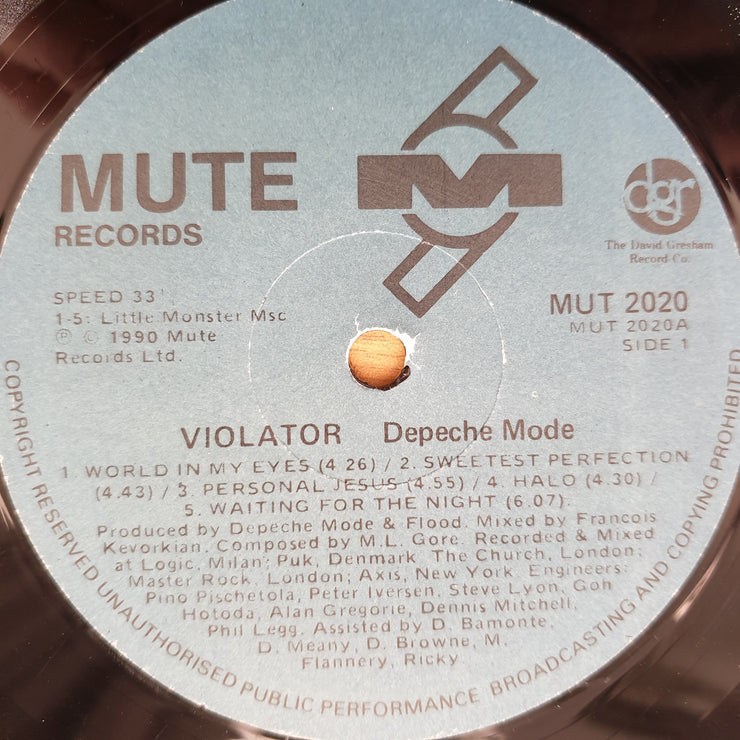 MUTE
RECORDS
M
dgr
The David Gresham
Record Co.
SPEED 33
1-5: Little Monster Msc
Ⓟ © 1990 Mute
Records Ltd.
MUT 2020
MUT 2020A
SIDE 1
VIOLATOR Depeche Mode
1. WORLD IN MY EYES (4 26) / 2. SWEETEST PERFECTION
(4.43) / 3. PERSONAL JESUS (4.55) / 4. HALO (4.30) /
5. WAITING FOR THE NIGHT (6.07).
Produced by Depeche Mode & Flood. Mixed by Francois
Kevorkian. Composed by M.L. Gore. Recorded & Mixed
at Logic, Milan; Puk, Denmark. The Church, London;
Master Rock, London; Axis, New York. Engineers:
Pino Pischetola, Peter Iversen, Steve Lyon, Goh
Hotoda, Alan Gregorie, Dennis Mitchell,
Phil Legg. Assisted by D. Bamonte,
D. Meany, D. Browne, M.
Flannery, Ricky
COPYRIGHT RESERVED UNAUTHORISED PUBLIC PERFORMANCE BROADCASTING AND COPYING PROHIBITED